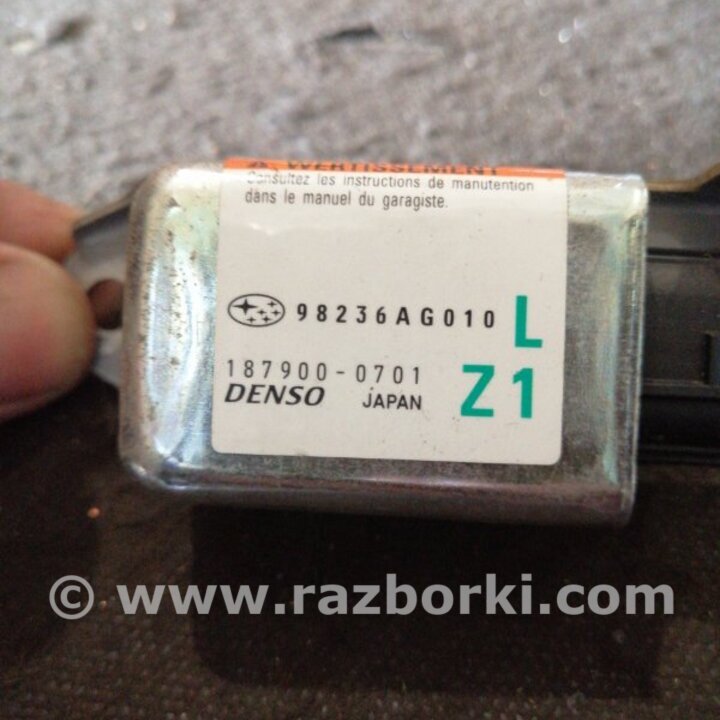 AVERTISSEMENT
Consultez les instructions de manutention
dans le manuel du garagiste.
98236AG010 L
187900-0701
DENSO JAPAN Z1
© www.razborki.com